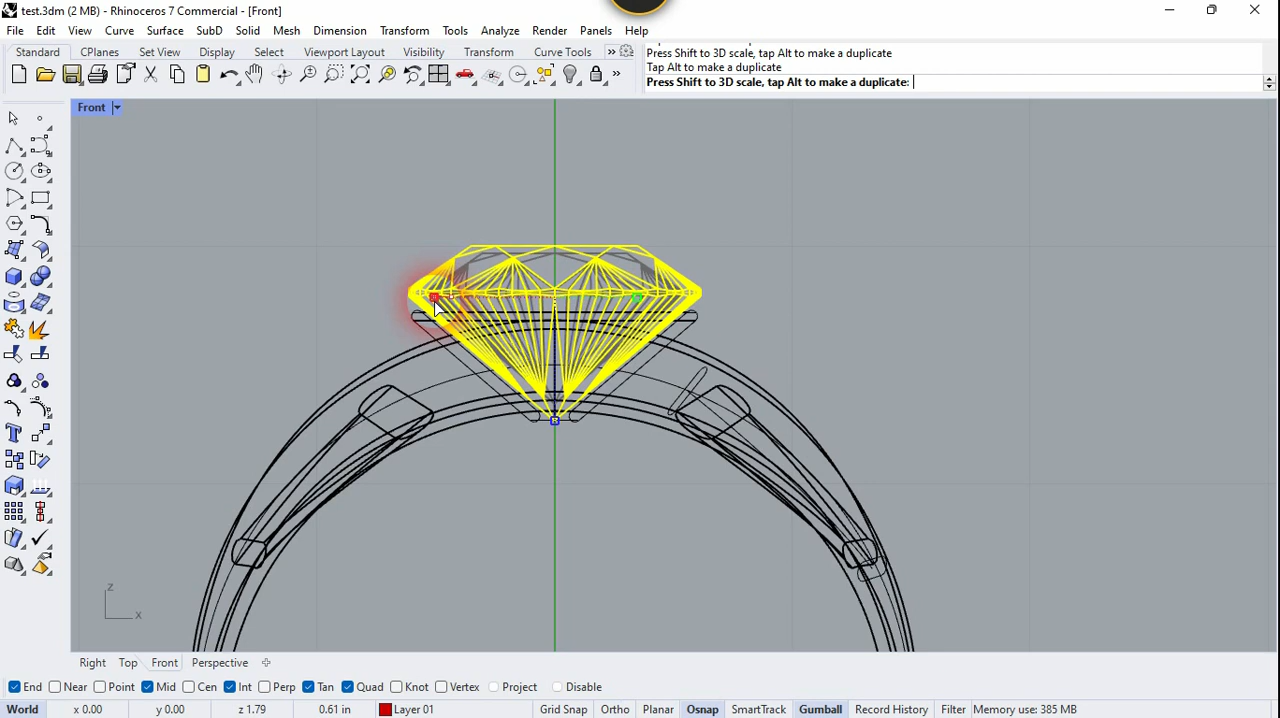 test.3dm (2 MB) - Rhinoceros 7 Commercial - [Front]
File Edit View Curve Surface SubD Solid Mesh Dimension Transform Tools Analyze Render Panels Help
Standard CPlanes Set View Display Select Viewport Layout Visibility Transform Curve Tools »
Press Shift to 3D scale, tap Alt to make a duplicate
Tap Alt to make a duplicate
Press Shift to 3D scale, tap Alt to make a duplicate:
Front
z
x
Right Top Front Perspective
End Near Point Mid Cen Int Perp Tan Quad Knot Vertex Project Disable
World x 0.00 y 0.00 z 1.79 0.61 in Layer 01 Grid Snap Ortho Planar Osnap SmartTrack Gumball Record History Filter Memory use: 385 MB